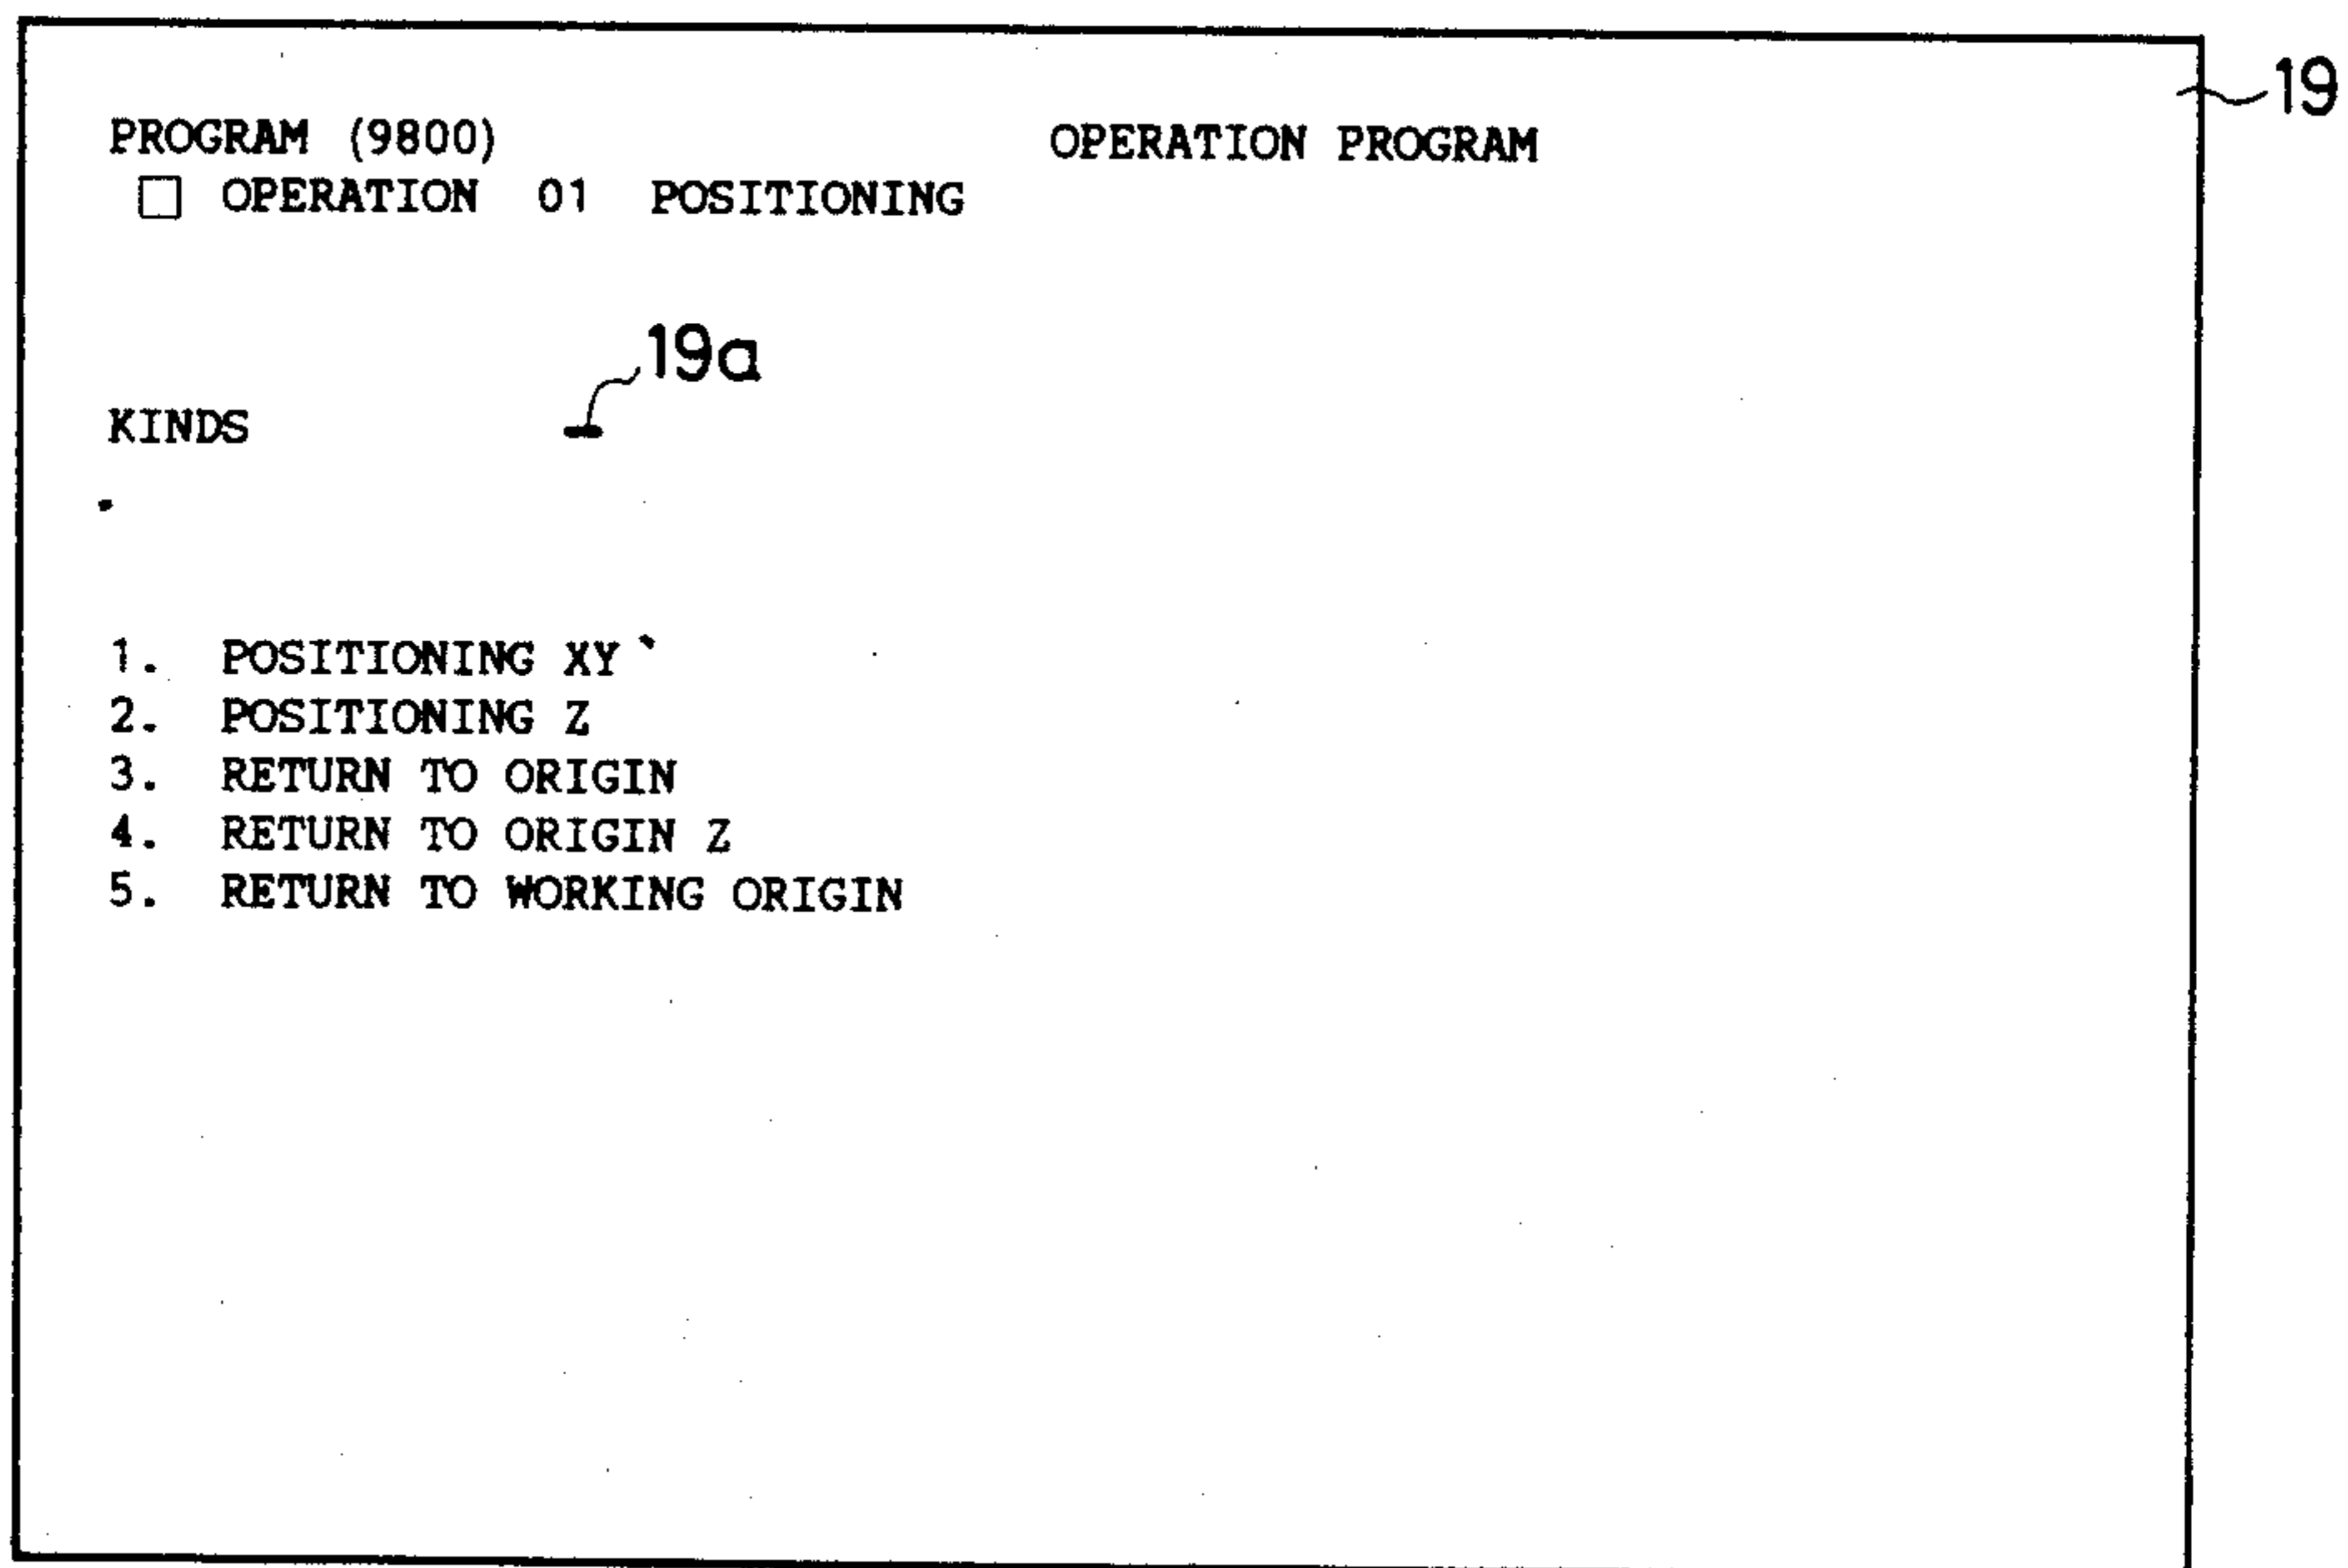 19
PROGRAM (9800) OPERATION PROGRAM
□ OPERATION 01 POSITIONING
19a
KINDS
1. POSITIONING XY
2. POSITIONING Z
3. RETURN TO ORIGIN
4. RETURN TO ORIGIN Z
5. RETURN TO WORKING ORIGIN